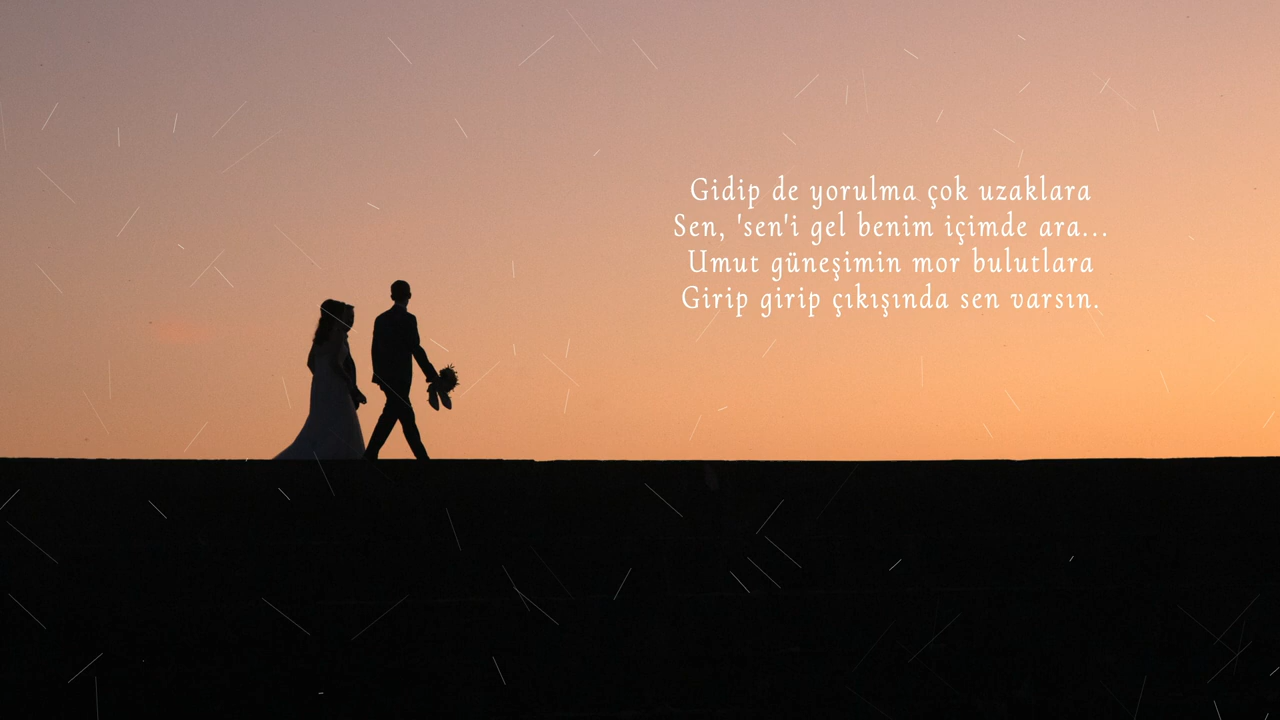 Gidip de yorulma çok uzaklara
Sen, 'sen'i gel benim içimde ara...
Umut güneşimin mor bulutlara
Girip girip çıkışında sen varsın.